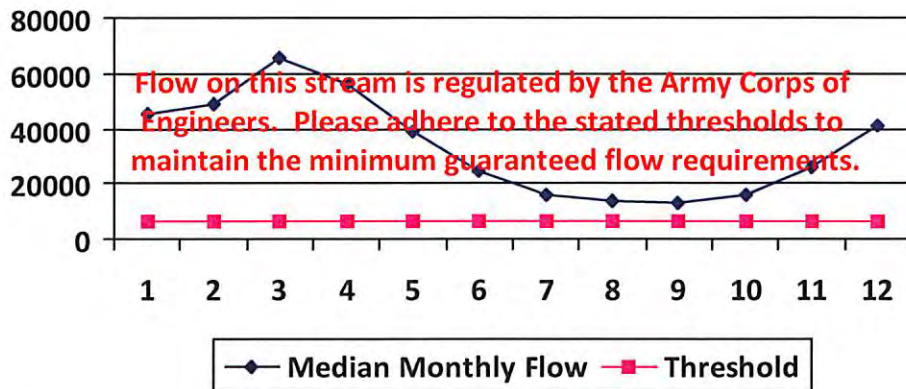 80000
60000
40000
20000
0
Flow on this stream is regulated by the Army Corps of
Engineers. Please adhere to the stated thresholds to
maintain the minimum guaranteed flow requirements.
1 2 3 4 5 6 7 8 9 10 11 12
Median Monthly Flow Threshold